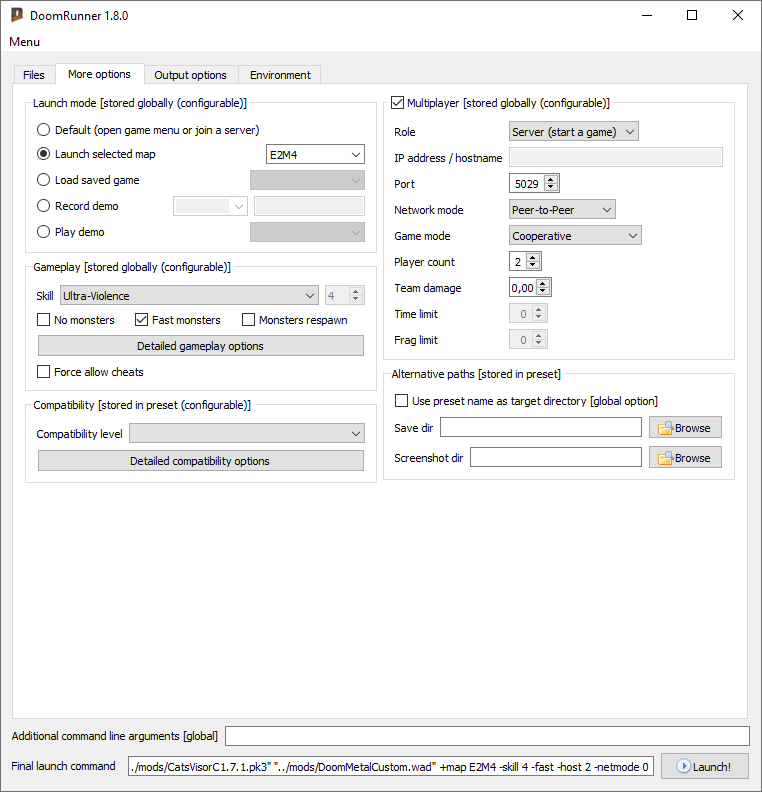 DoomRunner 1.8.0
Menu
Files
More options
Output options
Environment
Launch mode [stored globally (configurable)]
Default (open game menu or join a server)
Launch selected map
E2M4
Load saved game
Record demo
Play demo
Gameplay [stored globally (configurable)]
Skill
Ultra-Violence
4
No monsters
Fast monsters
Monsters respawn
Detailed gameplay options
Force allow cheats
Compatibility [stored in preset (configurable)]
Compatibility level
Detailed compatibility options
Multiplayer [stored globally (configurable)]
Role
Server (start a game)
IP address / hostname
Port
5029
Network mode
Peer-to-Peer
Game mode
Cooperative
Player count
2
Team damage
0,00
Time limit
0
Frag limit
0
Alternative paths [stored in preset]
Use preset name as target directory [global option]
Save dir
Browse
Screenshot dir
Browse
Additional command line arguments [global]
Final launch command
./mods/CatsVisorC1.7.1.pk3" "../mods/DoomMetalCustom.wad" +map E2M4 -skill 4 -fast -host 2 -netmode 0
Launch!